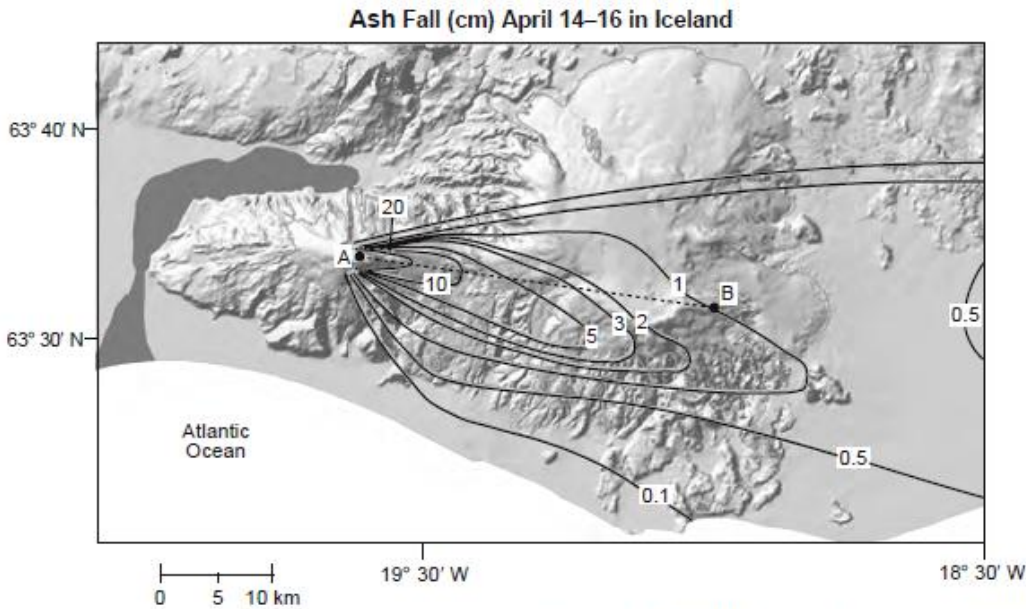 Ash Fall (cm) April 14–16 in Iceland
63° 40′ N
20
A
10
1
B
0.5
5
3
2
63° 30′ N
Atlantic
Ocean
0.5
0.1
19° 30′ W
18° 30′ W
0 5 10 km